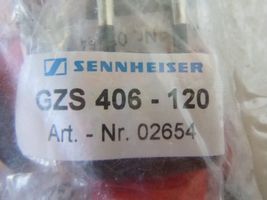 SENNHEISER
GZS 406 - 120
Art. - Nr. 02654